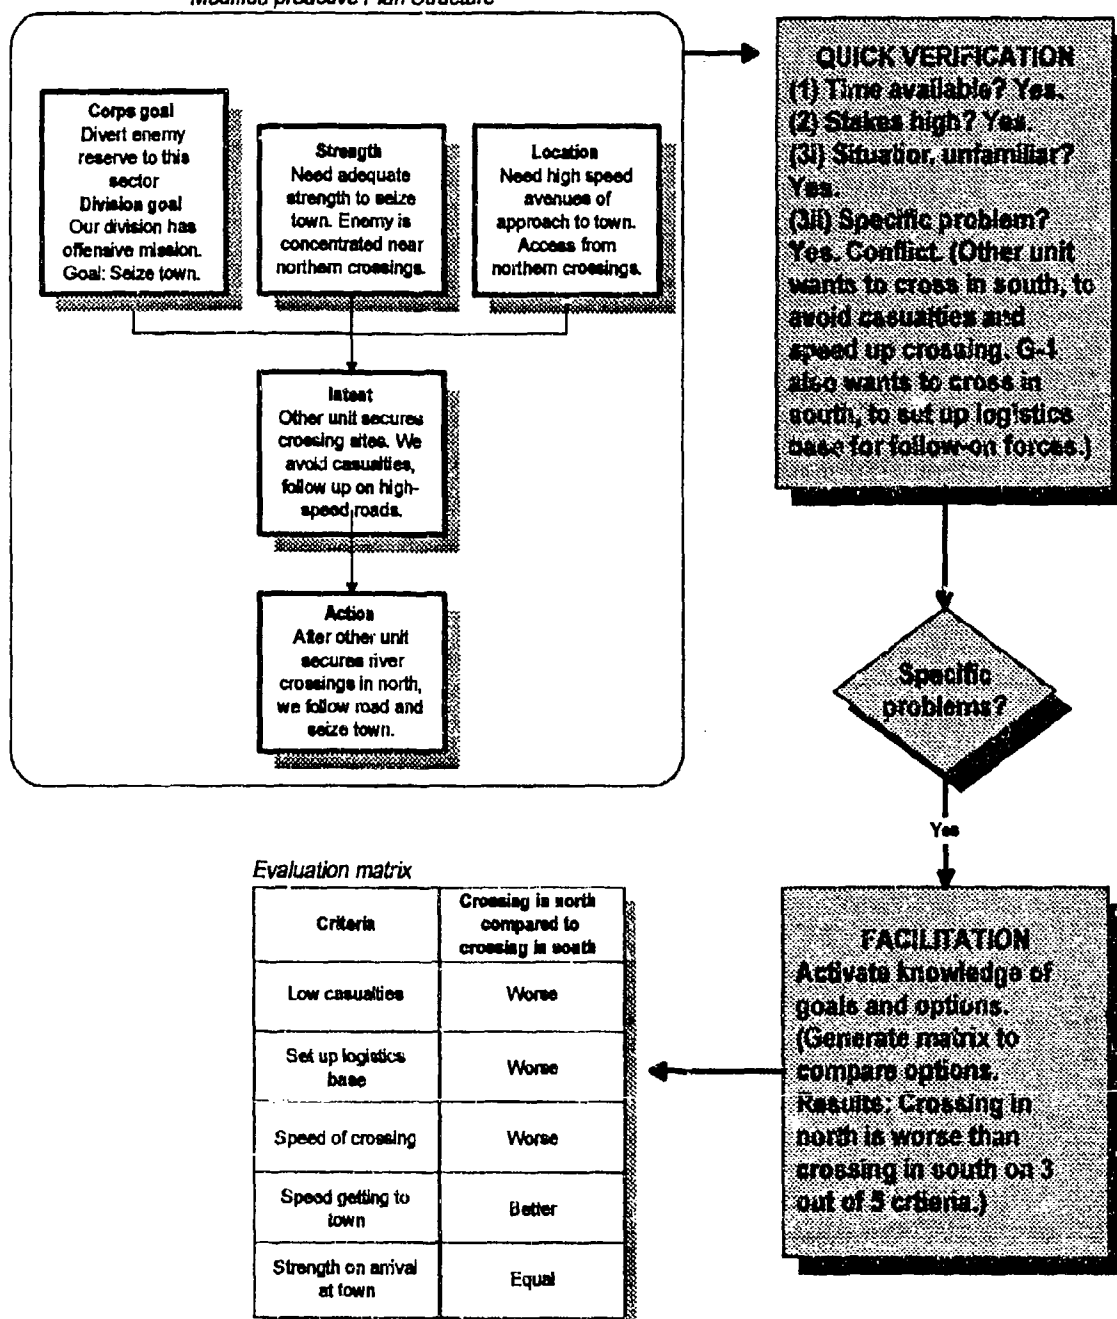 Modified proactive Plan Structure
Corps goal
Divert enemy
reserve to this
sector
Division goal
Our division has
offensive mission.
Goal: Seize town.
Strength
Need adequate
strength to seize
town. Enemy is
concentrated near
northern crossings.
Location
Need high speed
avenues of
approach to town.
Access from
northern crossings.
Intent
Other unit secures
crossing sites. We
avoid casualties,
follow up on high-
speed roads.
Action
After other unit
secures river
crossings in north,
we follow road and
seize town.
QUICK VERIFICATION
(1) Time available? Yes.
(2) Stakes high? Yes.
(3i) Situation unfamiliar?
Yes.
(3ii) Specific problem?
Yes. Conflict. (Other unit
wants to cross in south, to
avoid casualties and
speed up crossing. G-4
also wants to cross in
south, to set up logistics
base for follow-on forces.)
Specific
problems?
Yes
FACILITATION
Activate knowledge of
goals and options.
(Generate matrix to
compare options.
Results: Crossing in
north is worse than
crossing in south on 3
out of 5 criteria.)
Evaluation matrix
Criteria
Crossing in north
compared to
crossing in south
Low casualties
Worse
Set up logistics
base
Worse
Speed of crossing
Worse
Speed getting to
town
Better
Strength on arrival
at town
Equal